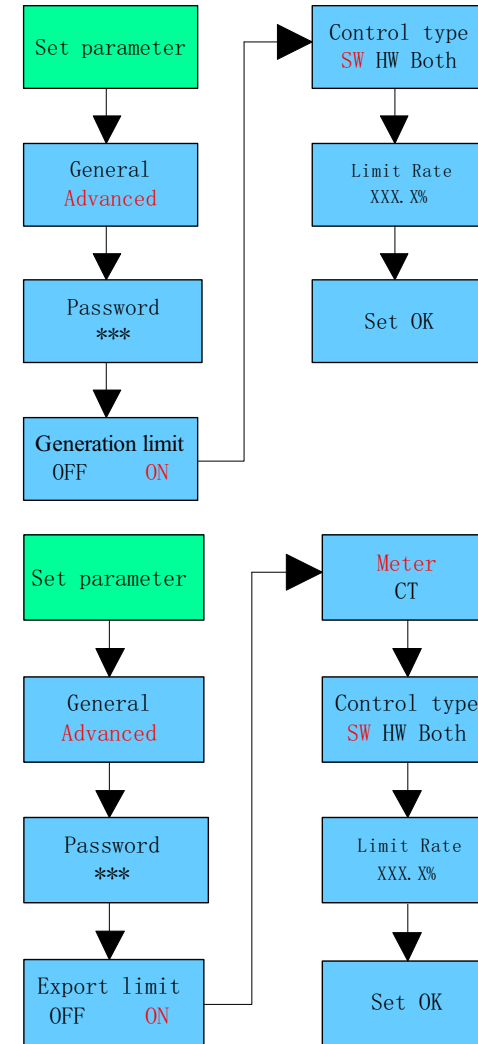 Set parameter
General
Advanced
Password
***
Generation limit
OFF ON
Control type
SW HW Both
Limit Rate
XXX.X%
Set OK
Set parameter
General
Advanced
Password
***
Export limit
OFF ON
Meter
CT
Control type
SW HW Both
Limit Rate
XXX.X%
Set OK